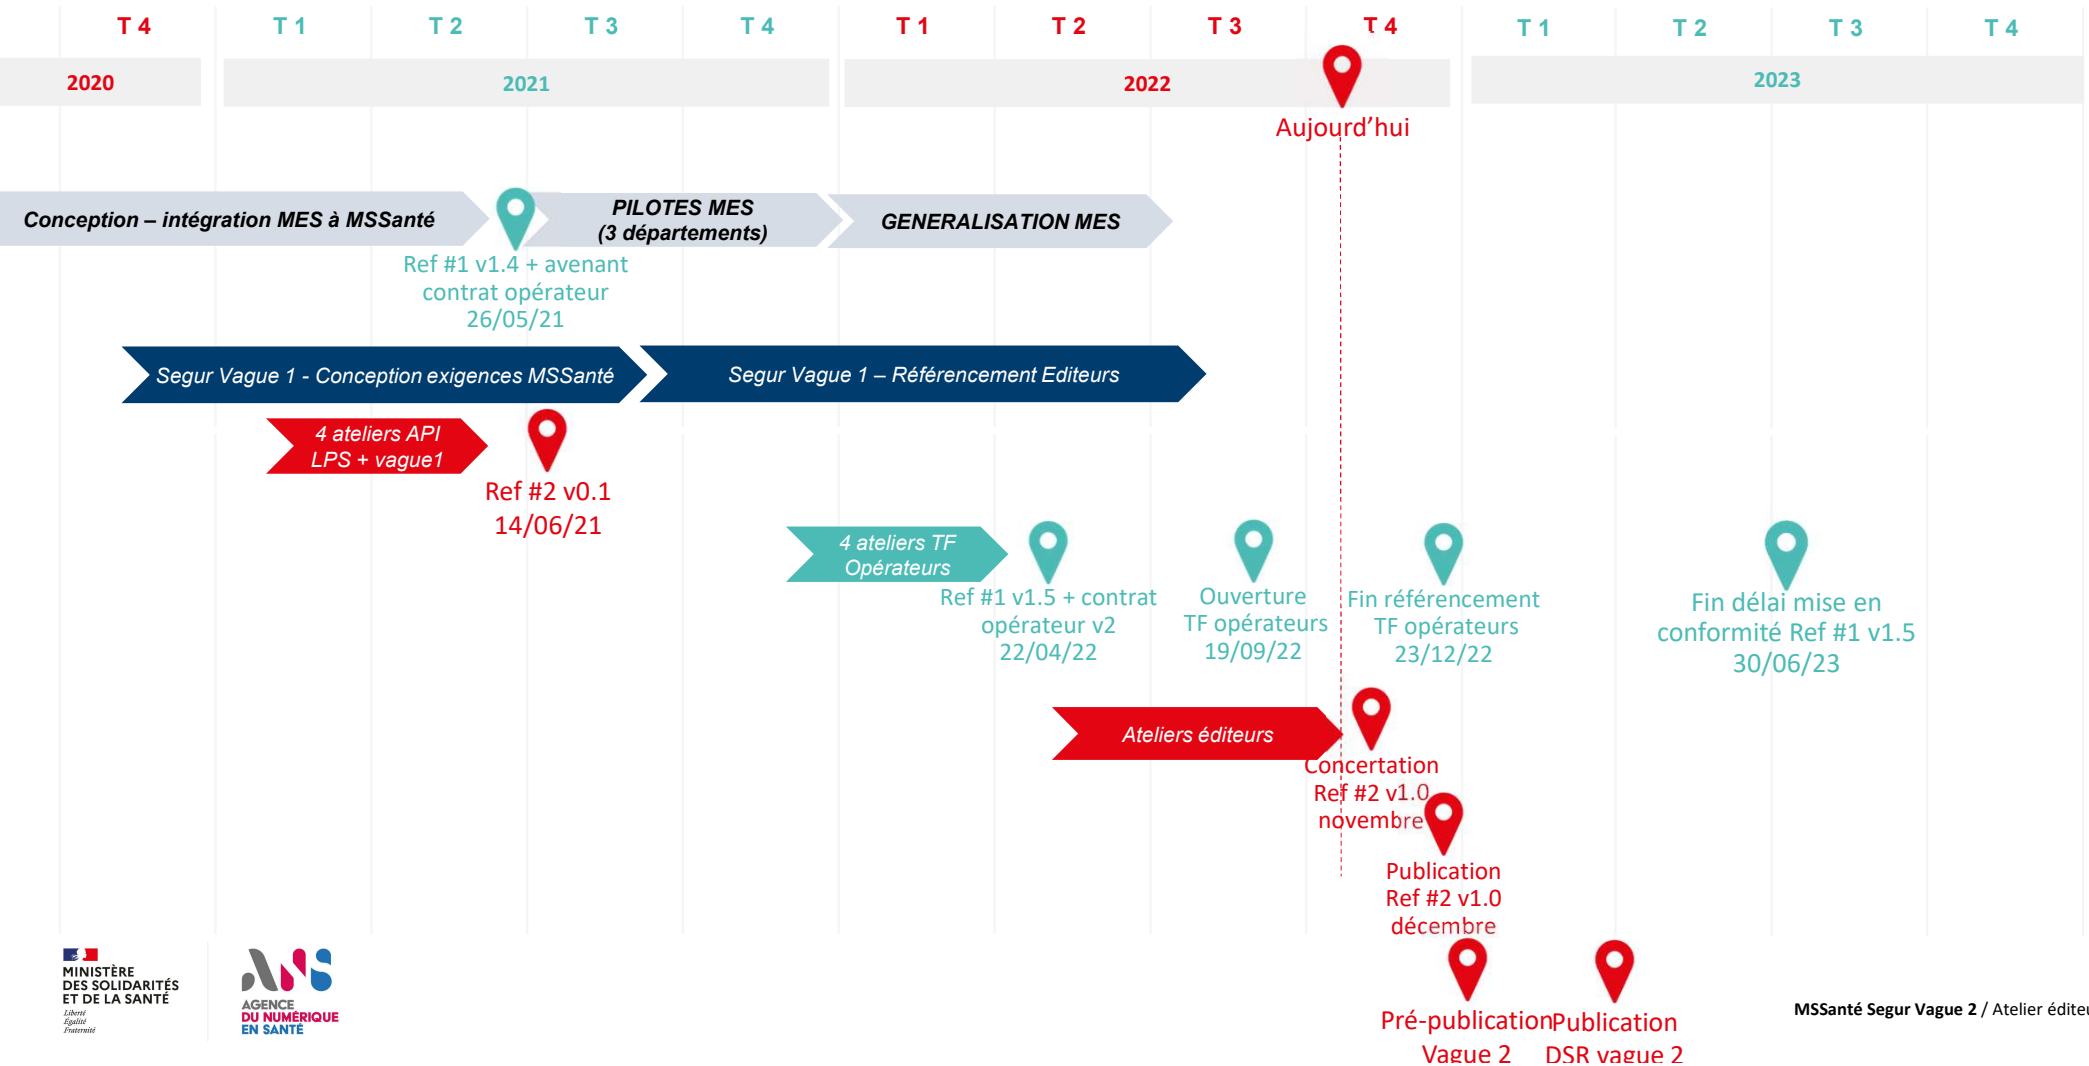 T 4 T 1 T 2 T 3 T 4 T 1 T 2 T 3 T 4 T 1 T 2 T 3 T 4
2020 2021 2022 2023
Aujourd'hui
Conception – intégration MES à MSSanté
PILOTES MES
(3 départements)
GENERALISATION MES
Ref #1 v1.4 + avenant
contrat opérateur
26/05/21
Segur Vague 1 - Conception exigences MSSanté
Segur Vague 1 – Référencement Editeurs
4 ateliers API
LPS + vague1
Ref #2 v0.1
14/06/21
4 ateliers TF
Opérateurs
Ref #1 v1.5 + contrat
opérateur v2
22/04/22
Ouverture
TF opérateurs
19/09/22
Fin référencement
TF opérateurs
23/12/22
Fin délai mise en
conformité Ref #1 v1.5
30/06/23
Ateliers éditeurs
Concertation
Ref #2 v1.0
novembre
Publication
Ref #2 v1.0
décembre
Pré-publication
Vague 2
Publication
DSR vague 2
MINISTÈRE
DES SOLIDARITÉS
ET DE LA SANTÉ
Liberté
Égalité
Fraternité
ANS
AGENCE
DU NUMÉRIQUE
EN SANTÉ
MSSanté Segur Vague 2 / Atelier éditeu